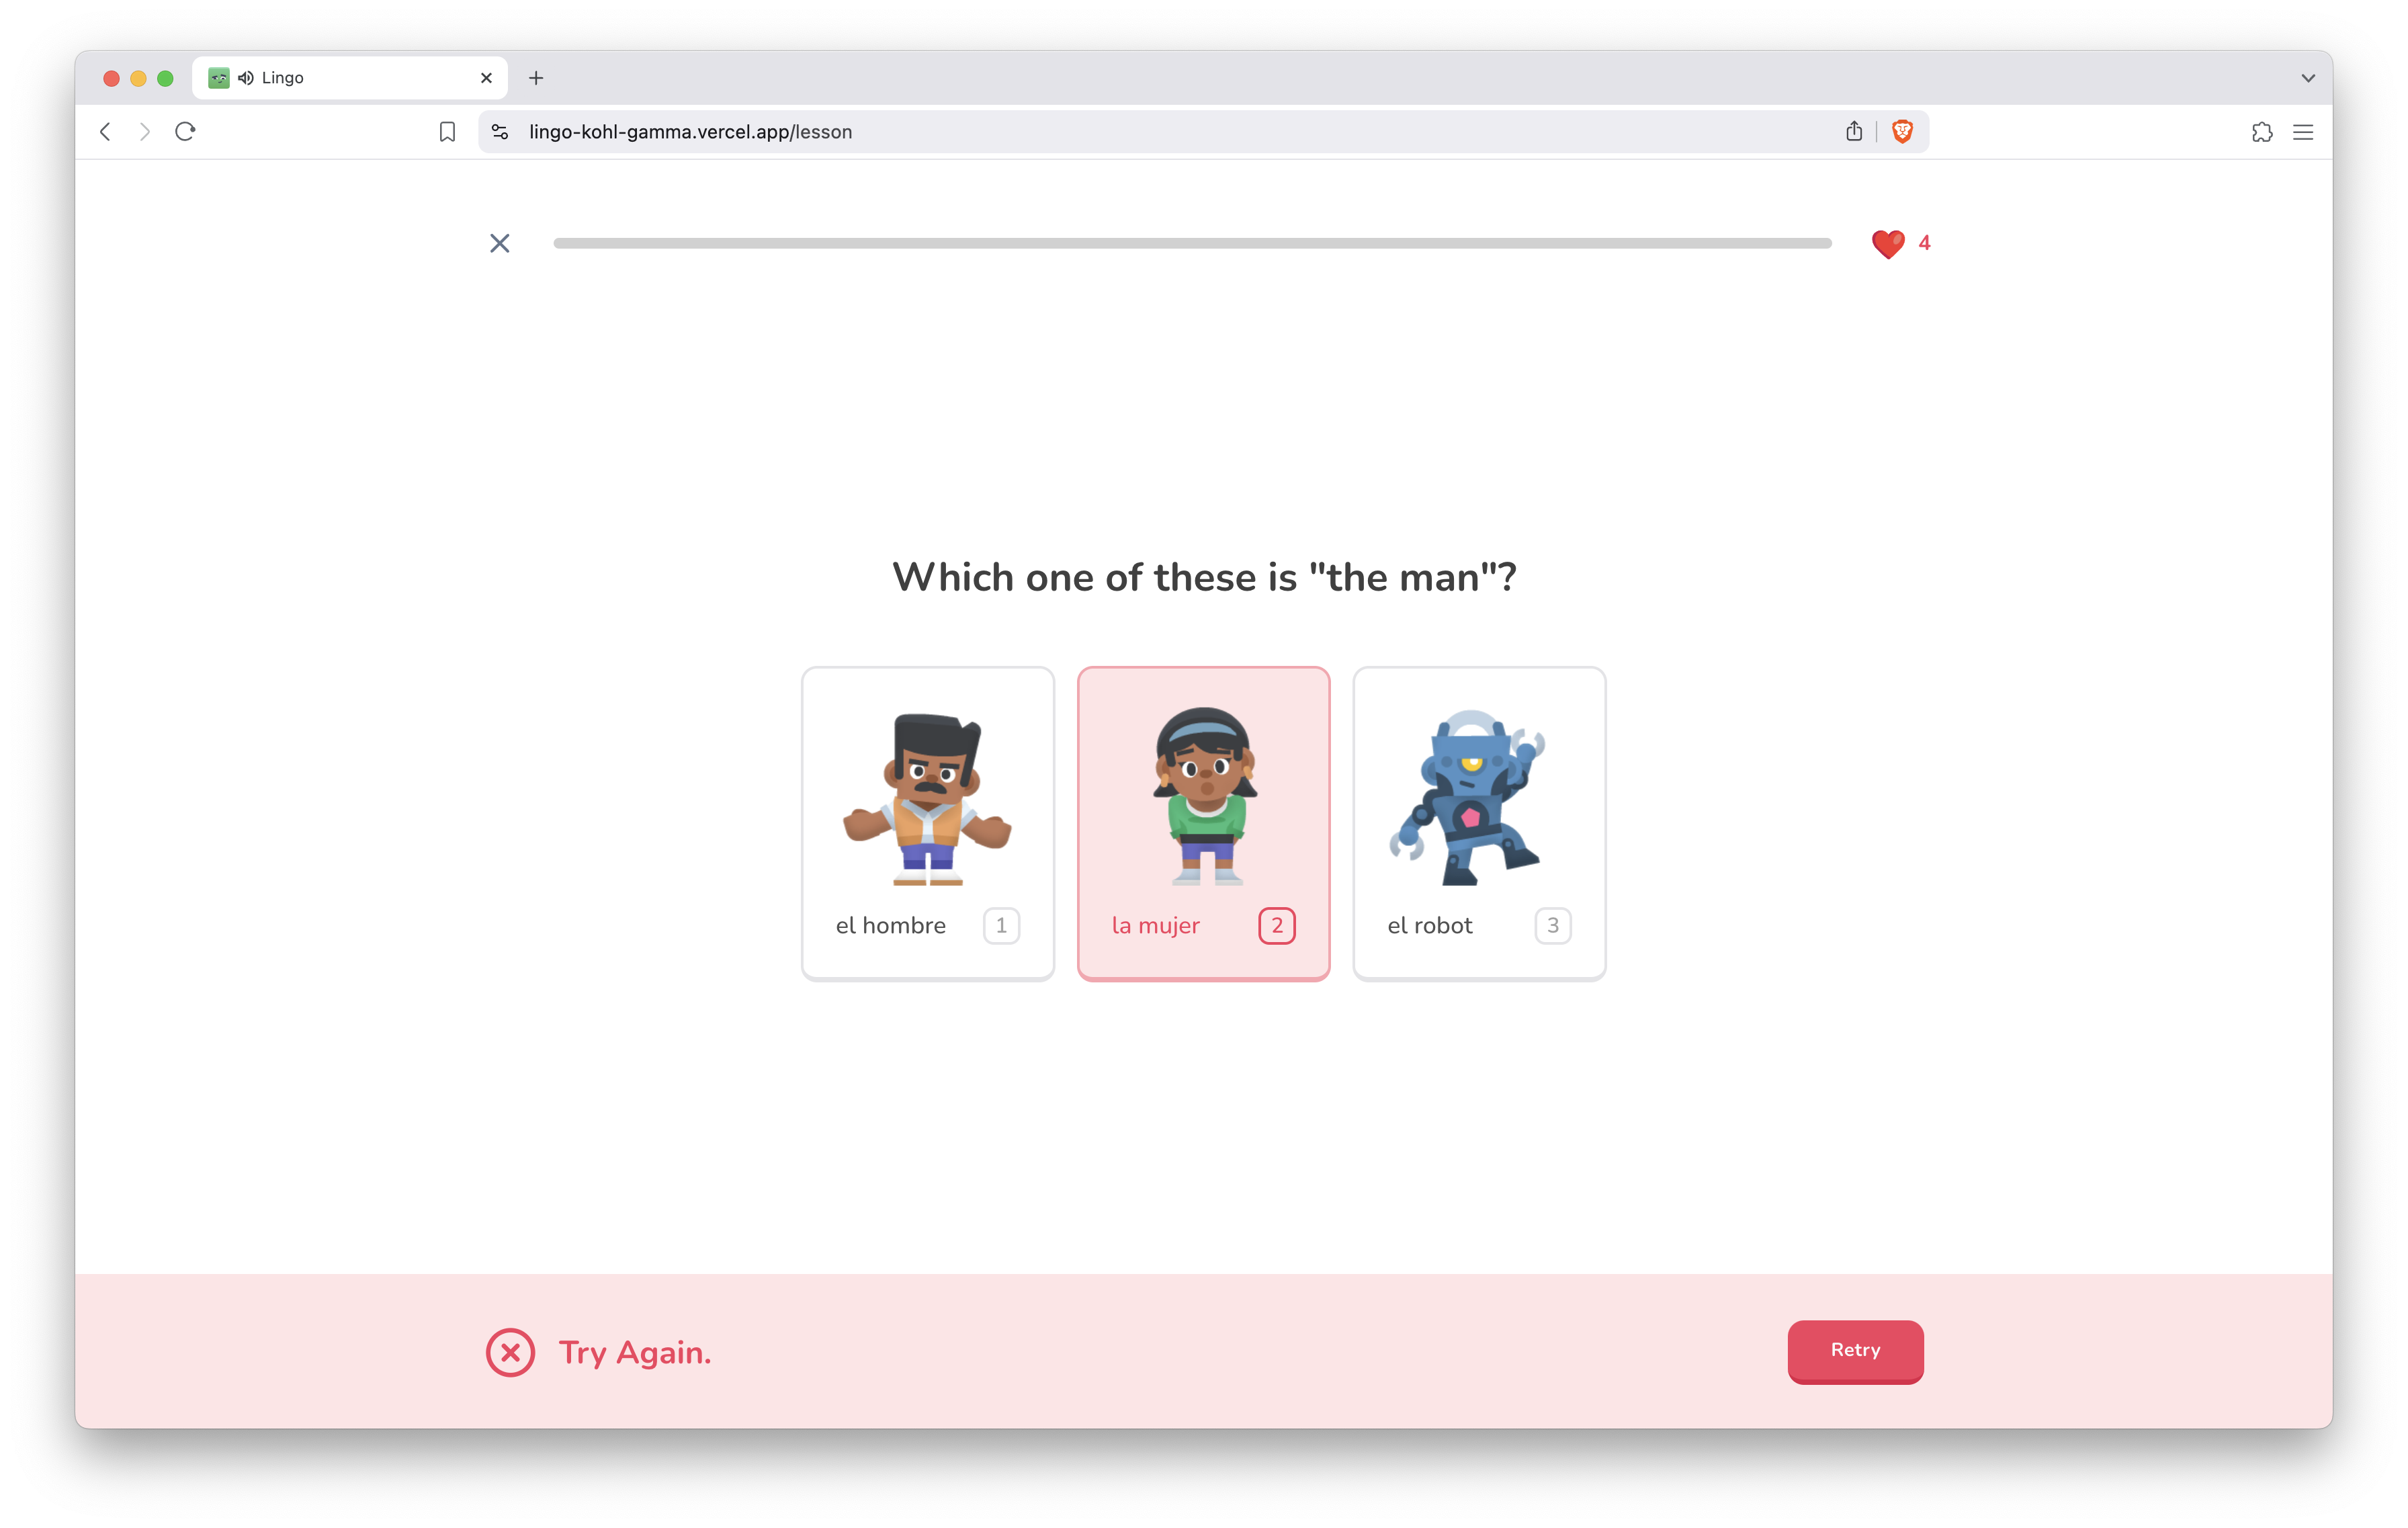 Lingo
lingo-kohl-gamma.vercel.app/lesson
4
Which one of these is "the man"?
el hombre 1
la mujer 2
el robot 3
Try Again.
Retry